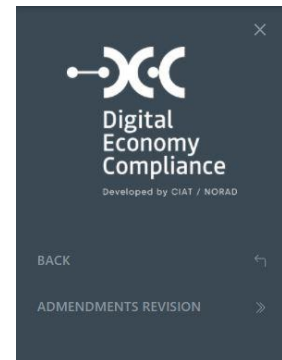 Digital
Economy
Compliance
Developed by CIAT / NORAD
BACK
ADMENDMENTS REVISION